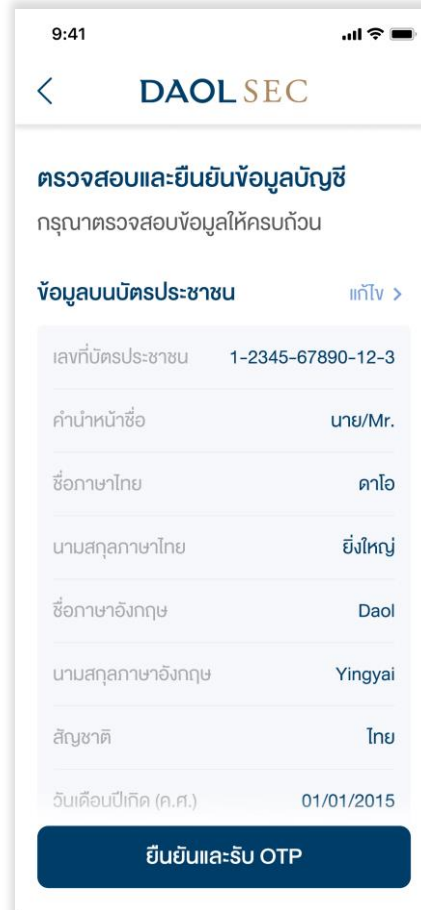 9:41
DAOL SEC
ตรวจสอบและยืนยันข้อมูลบัญชี
กรุณาตรวจสอบข้อมูลให้ครบถ้วน
ข้อมูลบนบัตรประชาชน แก้ไข >
เลขที่บัตรประชาชน 1-2345-67890-12-3
คำนำหน้าชื่อ นาย/Mr.
ชื่อภาษาไทย ดาโอ
นามสกุลภาษาไทย ยิ่งใหญ่
ชื่อภาษาอังกฤษ Daol
นามสกุลภาษาอังกฤษ Yingyai
สัญชาติ ไทย
วันเดือนปีเกิด (ค.ศ.) 01/01/2015
ยืนยันและรับ OTP